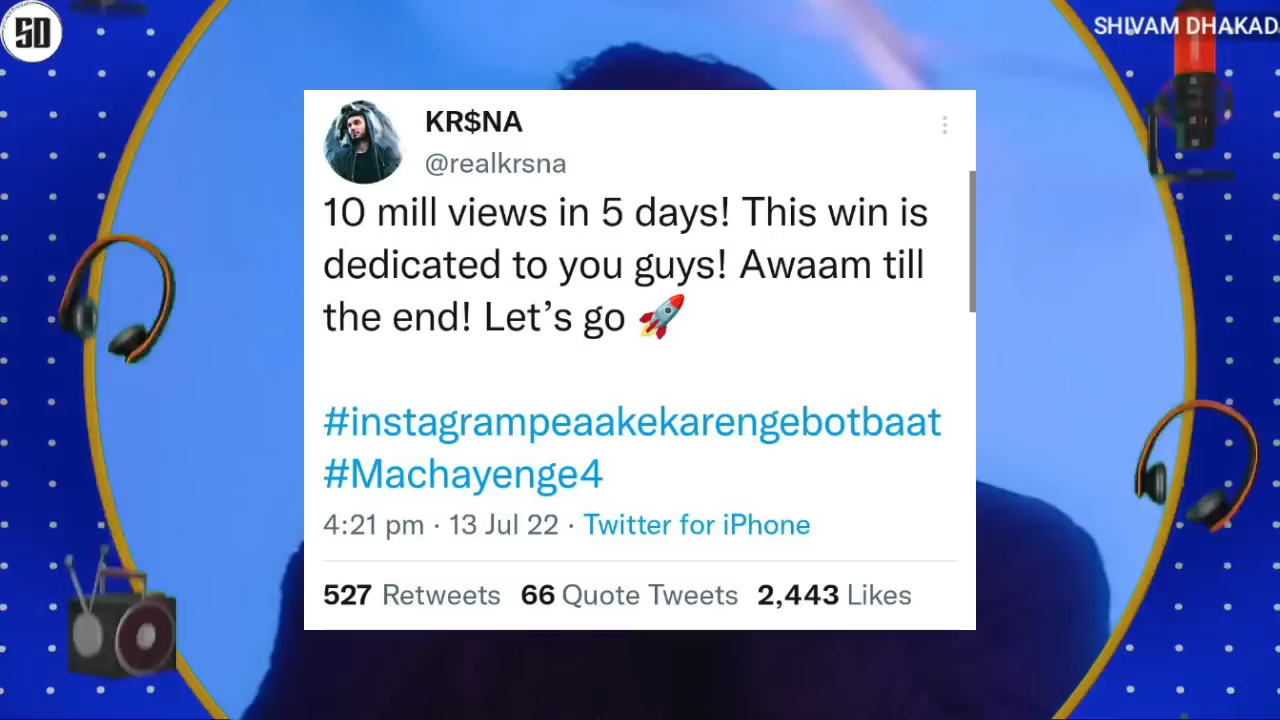 SD
SHIVAM DHAKAD
KR$NA
@realkrsna
10 mill views in 5 days! This win is
dedicated to you guys! Awaam till
the end! Let’s go 🚀
#instagrampeaakekarengebotbaat
#Machayenge4
4:21 pm · 13 Jul 22 · Twitter for iPhone
527 Retweets 66 Quote Tweets 2,443 Likes